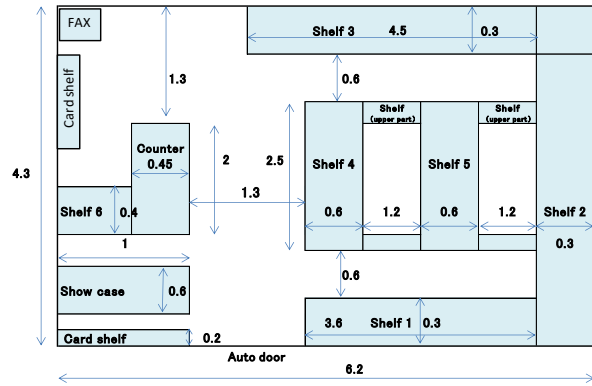 FAX
Shelf 3
4.5
0.3
Card shelf
1.3
0.6
Shelf
(upper part)
Shelf
(upper part)
Counter
0.45
2
2.5
Shelf 4
Shelf 5
4.3
1.3
Shelf 6
0.4
0.6
1.2
0.6
1.2
Shelf 2
0.3
1
0.6
Show case
0.6
3.6
Shelf 1
0.3
Card shelf
0.2
Auto door
6.2